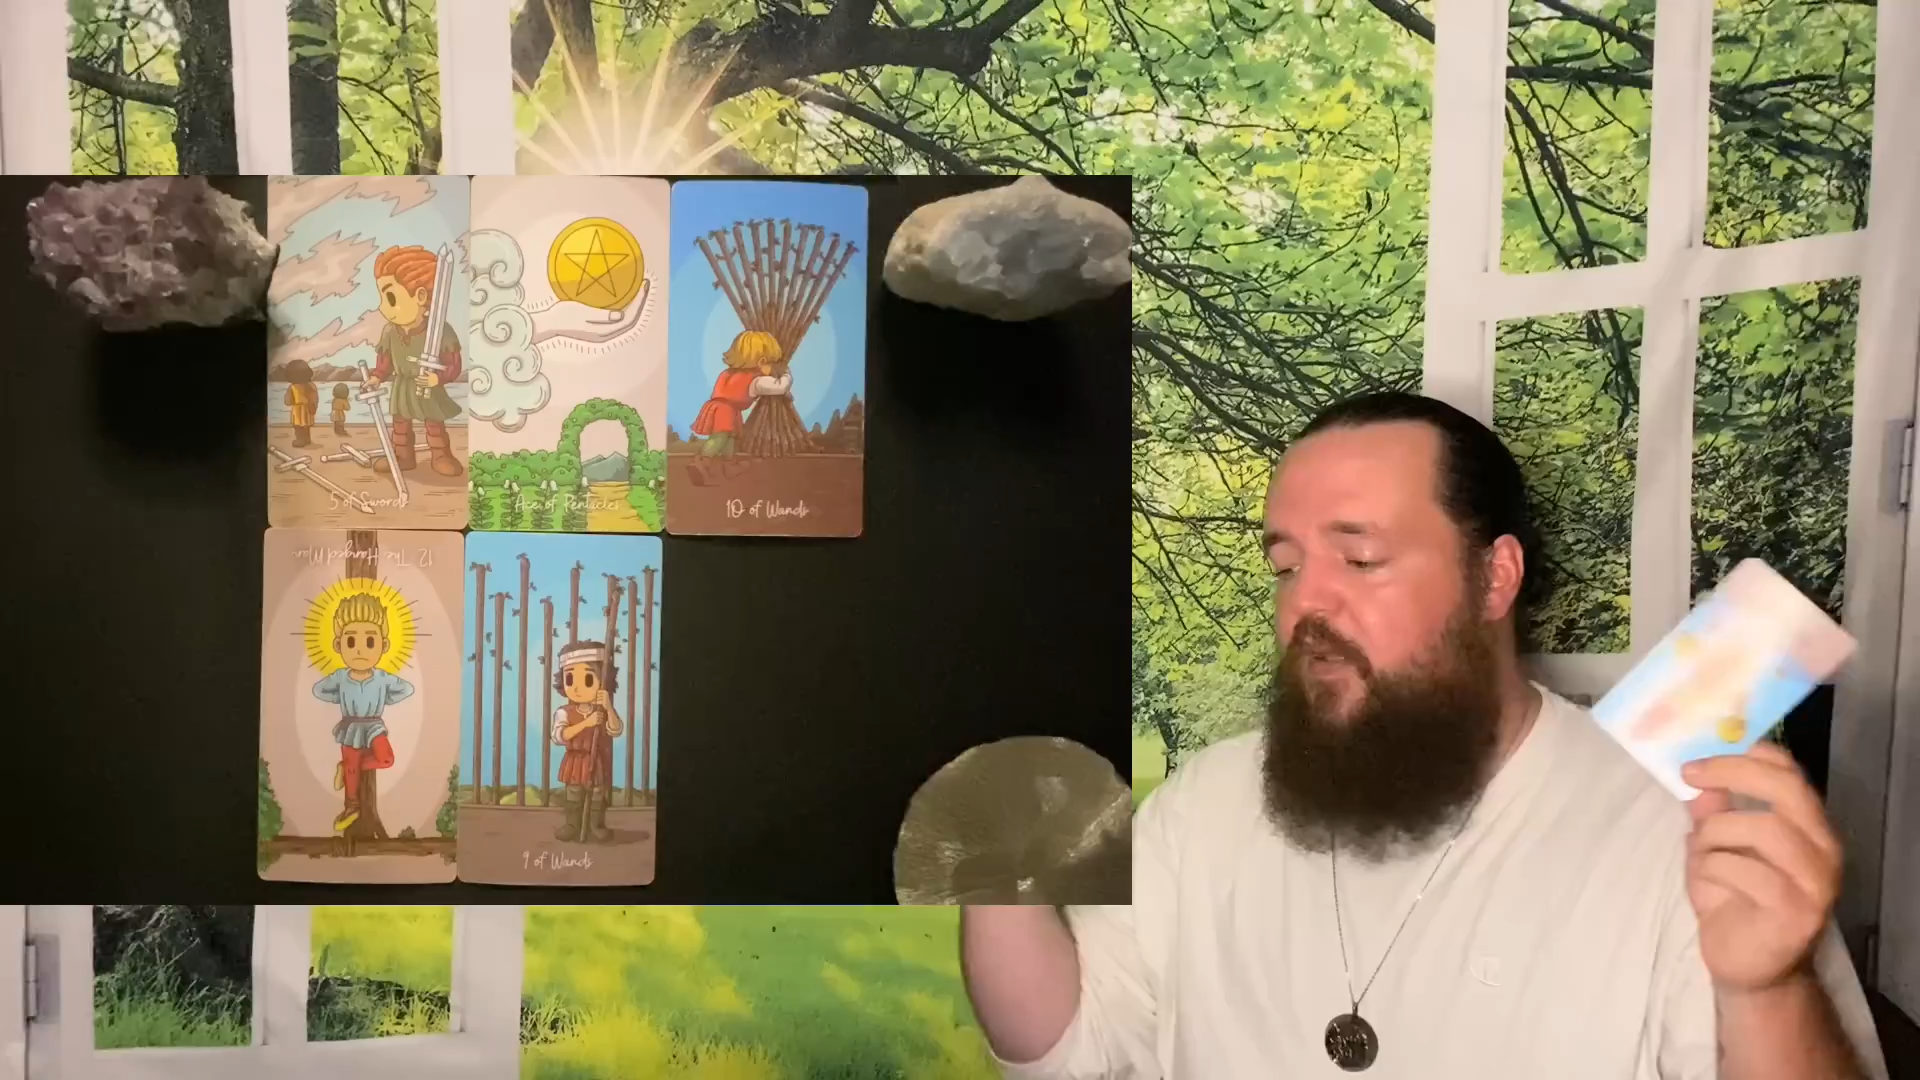 5 of Swords
Ace of Pentacles
10 of Wands
12 The Hanged Man
9 of Wands